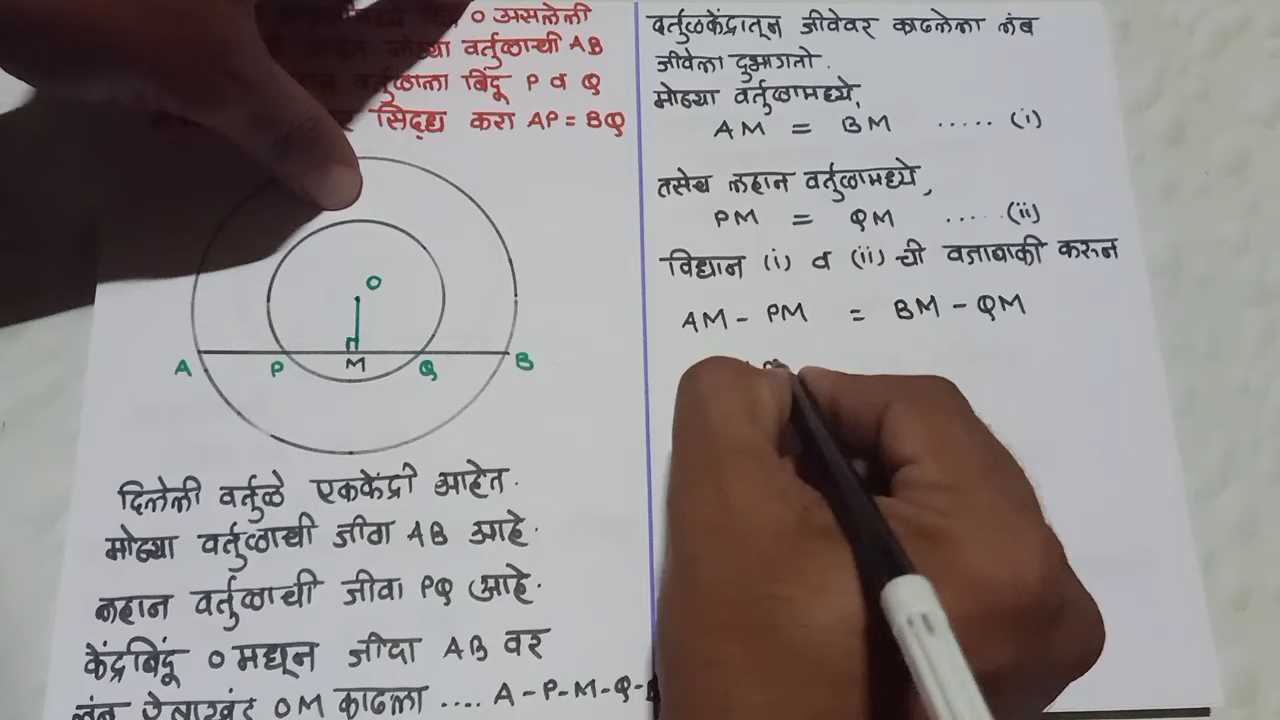 O असलेली
मोठ्या वर्तुळाची AB
वर्तुळाला बिंदू P व Q
सिद्ध करा AP = BQ
O
A P M Q B
दिलेली वर्तुळे एककेंद्री आहेत.
मोठ्या वर्तुळाची जीवा AB आहे.
लहान वर्तुळाची जीवा PQ आहे.
केंद्रबिंदू O मधून जीवा AB वर
लंब रेषाखंड OM काढला .... A-P-M-Q-
वर्तुळकेंद्रातून जीवेवर काढलेला लंब
जीवेला दुभागतो.
मोठ्या वर्तुळामध्ये,
AM = BM ..... (i)
तसेच लहान वर्तुळामध्ये,
PM = QM ..... (ii)
विधान (i) व (ii) ची वजाबाकी करून
AM - PM = BM - QM